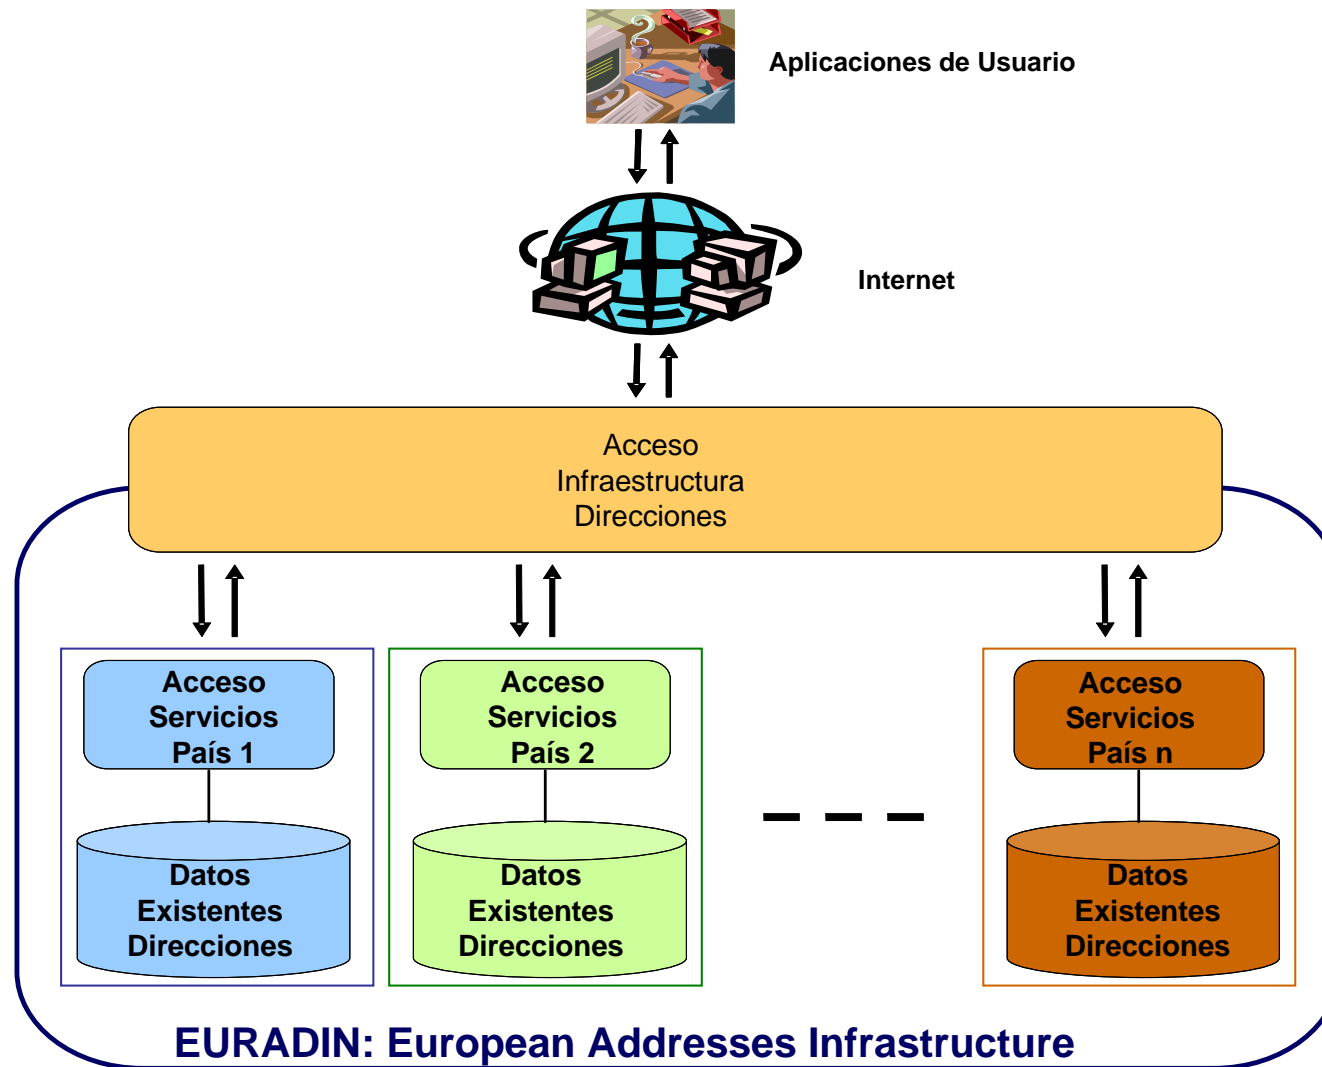 Aplicaciones de Usuario
Internet
Acceso
Infraestructura
Direcciones
Acceso
Servicios
País 1
Acceso
Servicios
País 2
Acceso
Servicios
País n
Datos
Existentes
Direcciones
Datos
Existentes
Direcciones
Datos
Existentes
Direcciones
EURADIN: European Addresses Infrastructure